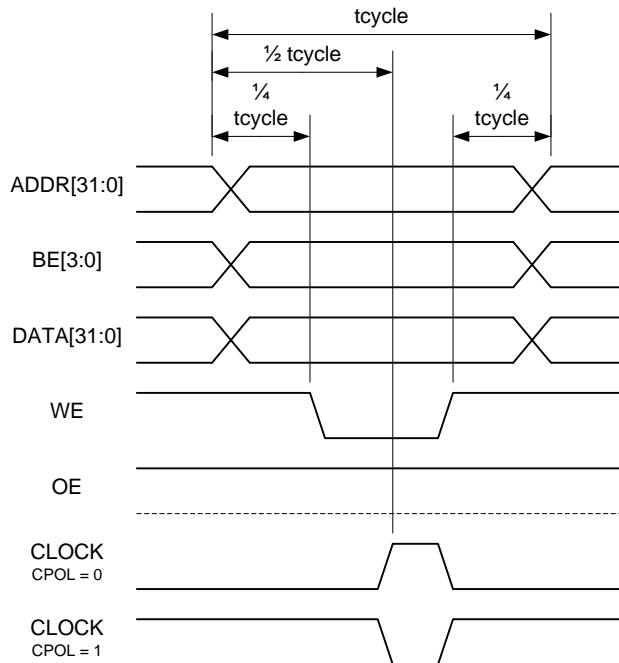 tcycle
½ tcycle
¼
tcycle
¼
tcycle
ADDR[31:0]
BE[3:0]
DATA[31:0]
WE
OE
CLOCK
CPOL = 0
CLOCK
CPOL = 1